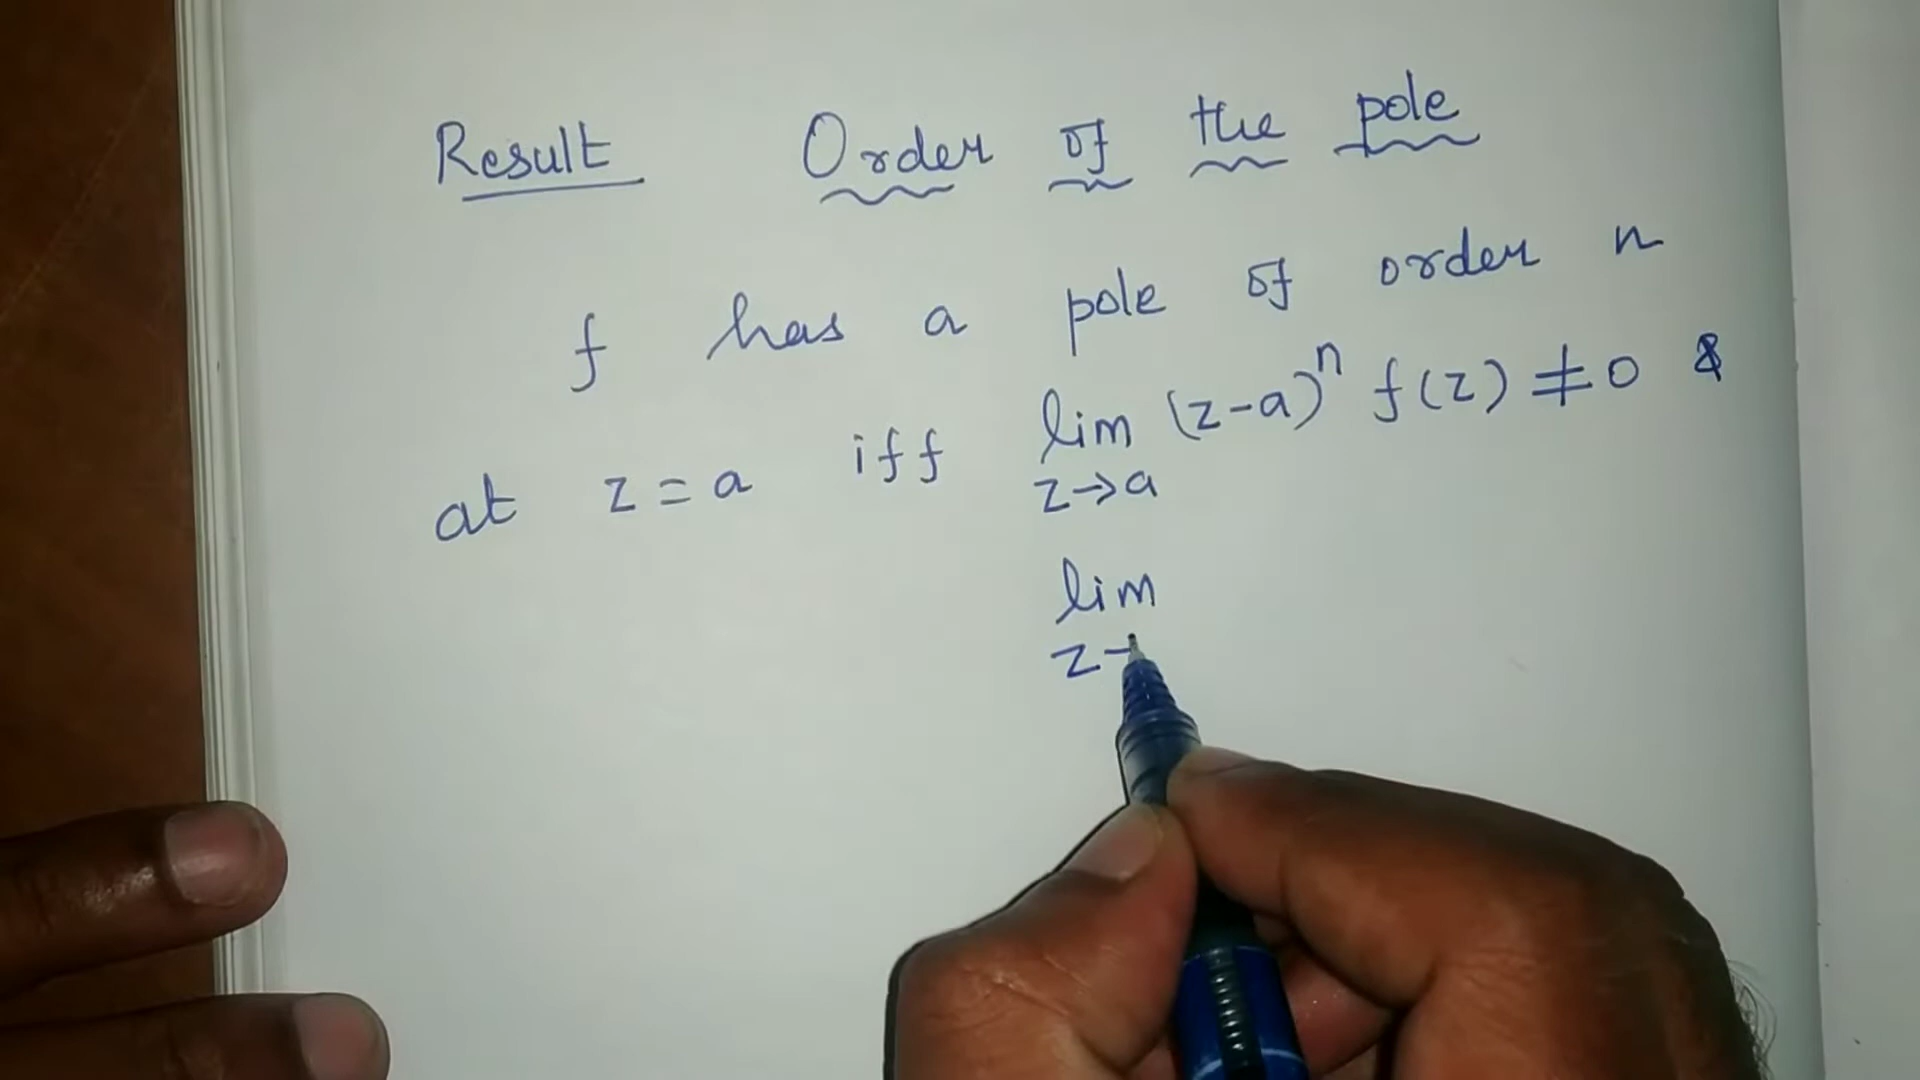 Result Order of the pole
f has a pole of order n
at z = a iff lim (z-a)^n f(z) ≠ 0 &
z→a
lim
z-